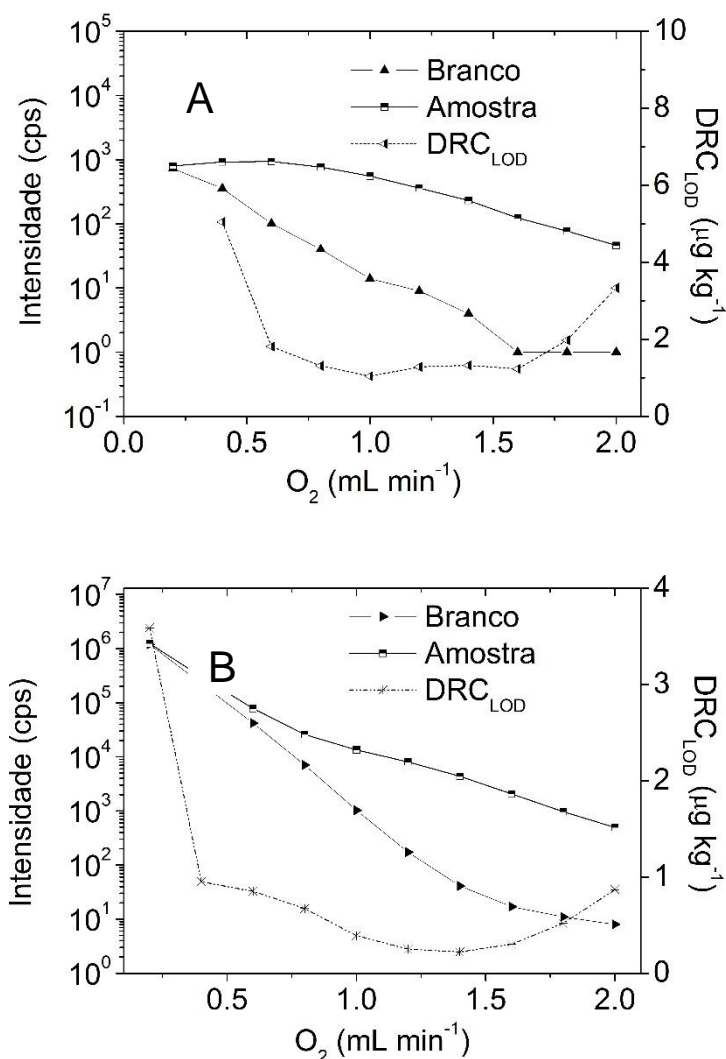 A
Branco
Amostra
DRC_LOD
Intensidade (cps)
10^5
10^4
10^3
10^2
10^1
10^0
10^-1
DRC_LOD (µg kg^-1)
10
8
6
4
2
0
0.0 0.5 1.0 1.5 2.0
O_2 (mL min^-1)
B
Branco
Amostra
DRC_LOD
Intensidade (cps)
10^7
10^6
10^5
10^4
10^3
10^2
10^1
10^0
DRC_LOD (µg kg^-1)
4
3
2
1
0
0.5 1.0 1.5 2.0
O_2 (mL min^-1)